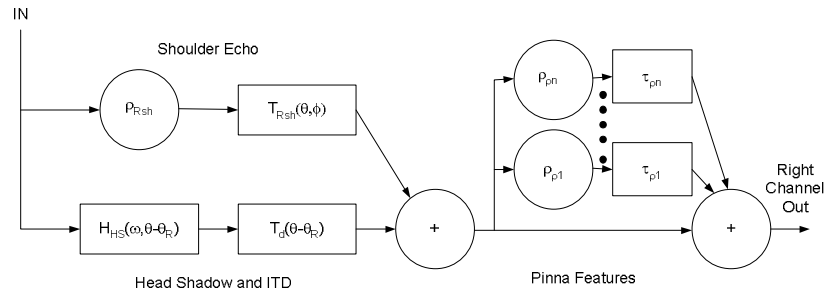 IN
Shoulder Echo
ρRsh
TRsh(θ,ϕ)
HHS(ω,θ-θR)
Td(θ-θR)
Head Shadow and ITD
+
ρρn
τρn
ρρ1
τρ1
Pinna Features
+
Right
Channel
Out